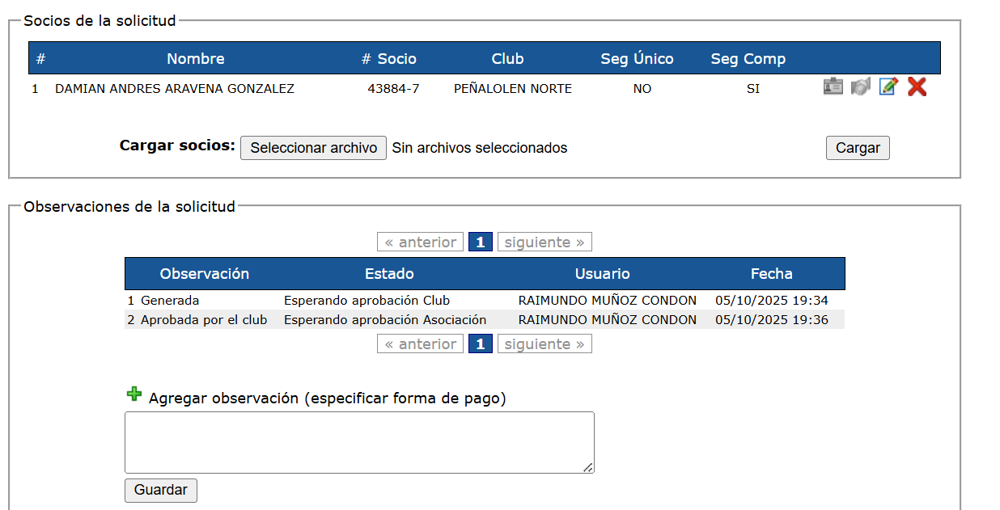 Socios de la solicitud
# Nombre # Socio Club Seg Único Seg Comp
1 DAMIAN ANDRES ARAVENA GONZALEZ 43884-7 PEÑALOLEN NORTE NO SI
Cargar socios: Seleccionar archivo Sin archivos seleccionados Cargar
Observaciones de la solicitud
« anterior 1 siguiente »
Observación Estado Usuario Fecha
1 Generada Esperando aprobación Club RAIMUNDO MUÑOZ CONDON 05/10/2025 19:34
2 Aprobada por el club Esperando aprobación Asociación RAIMUNDO MUÑOZ CONDON 05/10/2025 19:36
« anterior 1 siguiente »
Agregar observación (especificar forma de pago)
Guardar